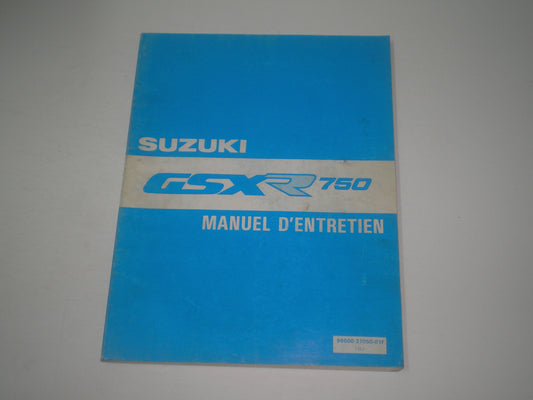 SUZUKI
GSXR 750
MANUEL D'ENTRETIEN